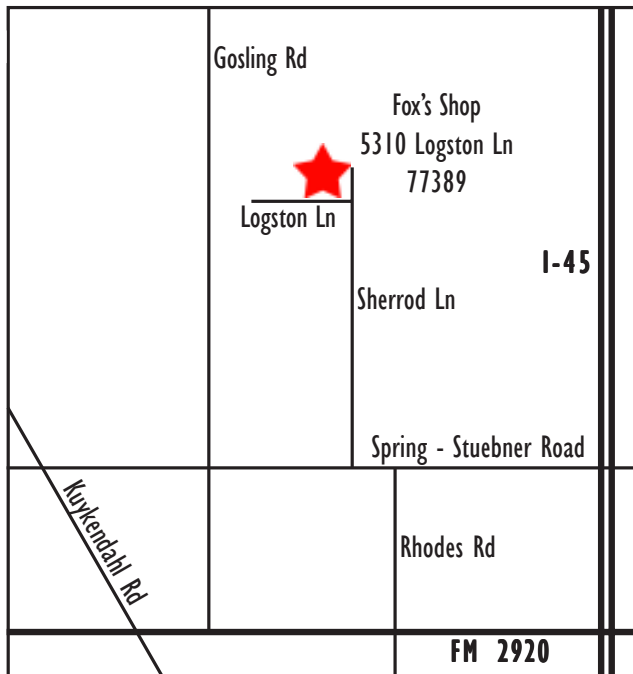 Gosling Rd
Fox's Shop
5310 Logston Ln
77389
Logston Ln
I-45
Sherrod Ln
Spring - Stuebner Road
Kuykendahl Rd
Rhodes Rd
FM 2920